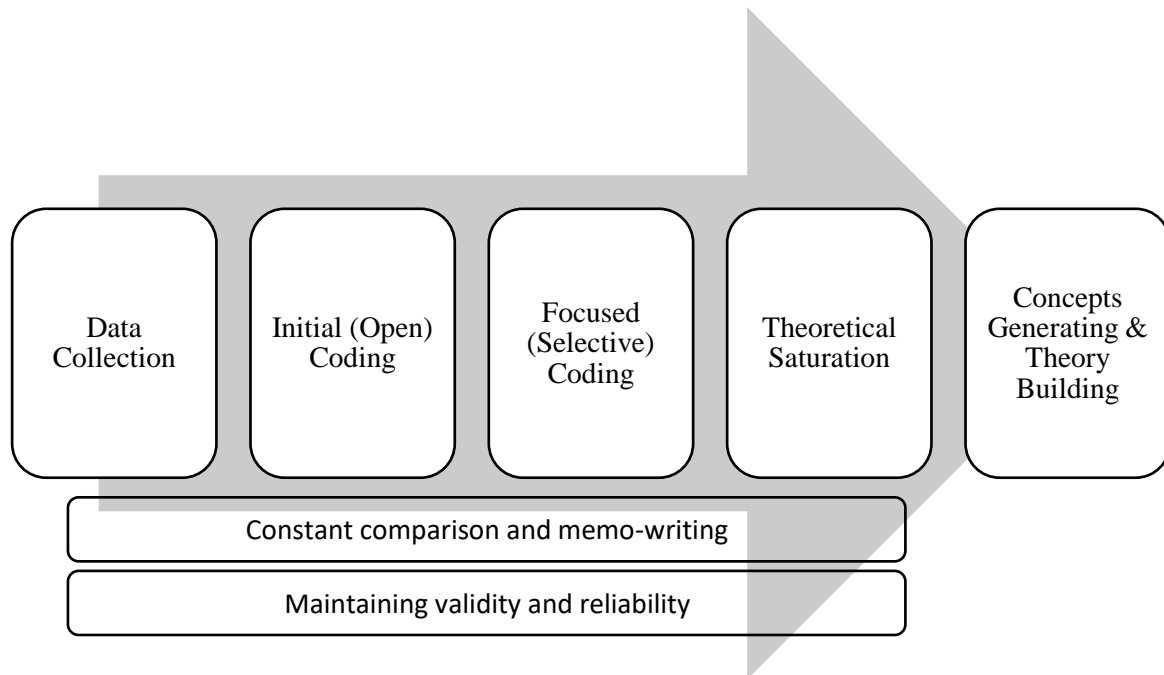 Data
Collection
Initial (Open)
Coding
Focused
(Selective)
Coding
Theoretical
Saturation
Concepts
Generating &
Theory
Building
Constant comparison and memo-writing
Maintaining validity and reliability